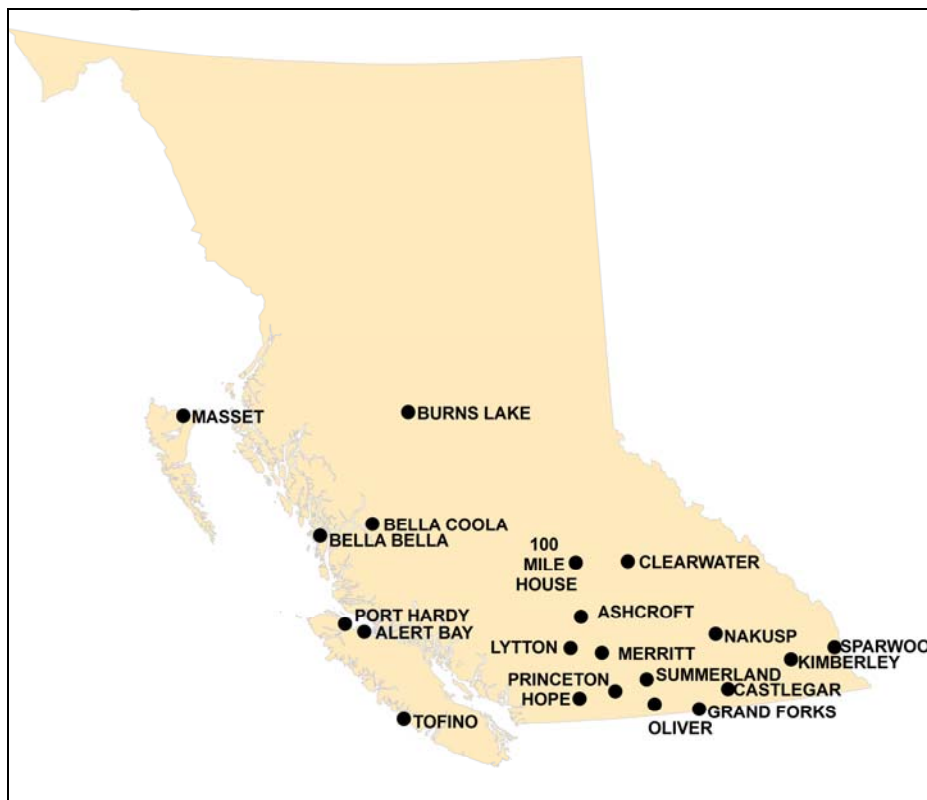 MASSET
BURNS LAKE
BELLA COOLA
BELLA BELLA
100
MILE
HOUSE
CLEARWATER
PORT HARDY
ALERT BAY
ASHCROFT
LYTTON
MERRITT
NAKUSP
SPARWOO
KIMBERLEY
PRINCETON
SUMMERLAND
HOPE
CASTLEGAR
GRAND FORKS
OLIVER
TOFINO